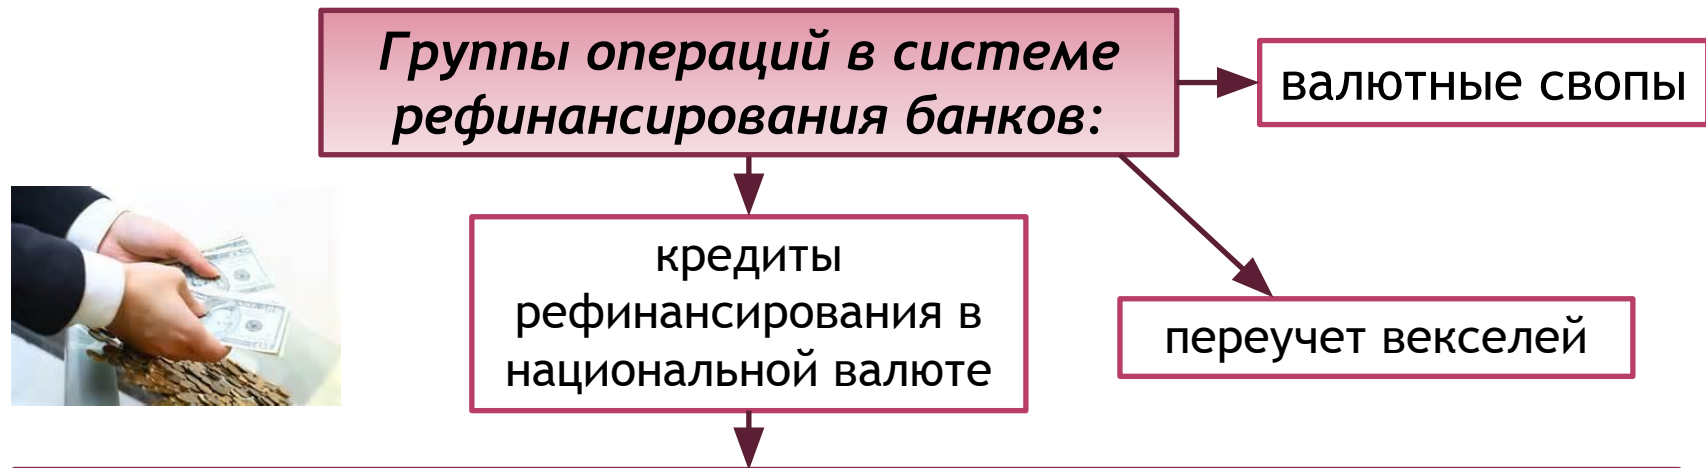 Группы операций в системе
рефинансирования банков:
валютные свопы
кредиты
рефинансирования в
национальной валюте
переучет векселей